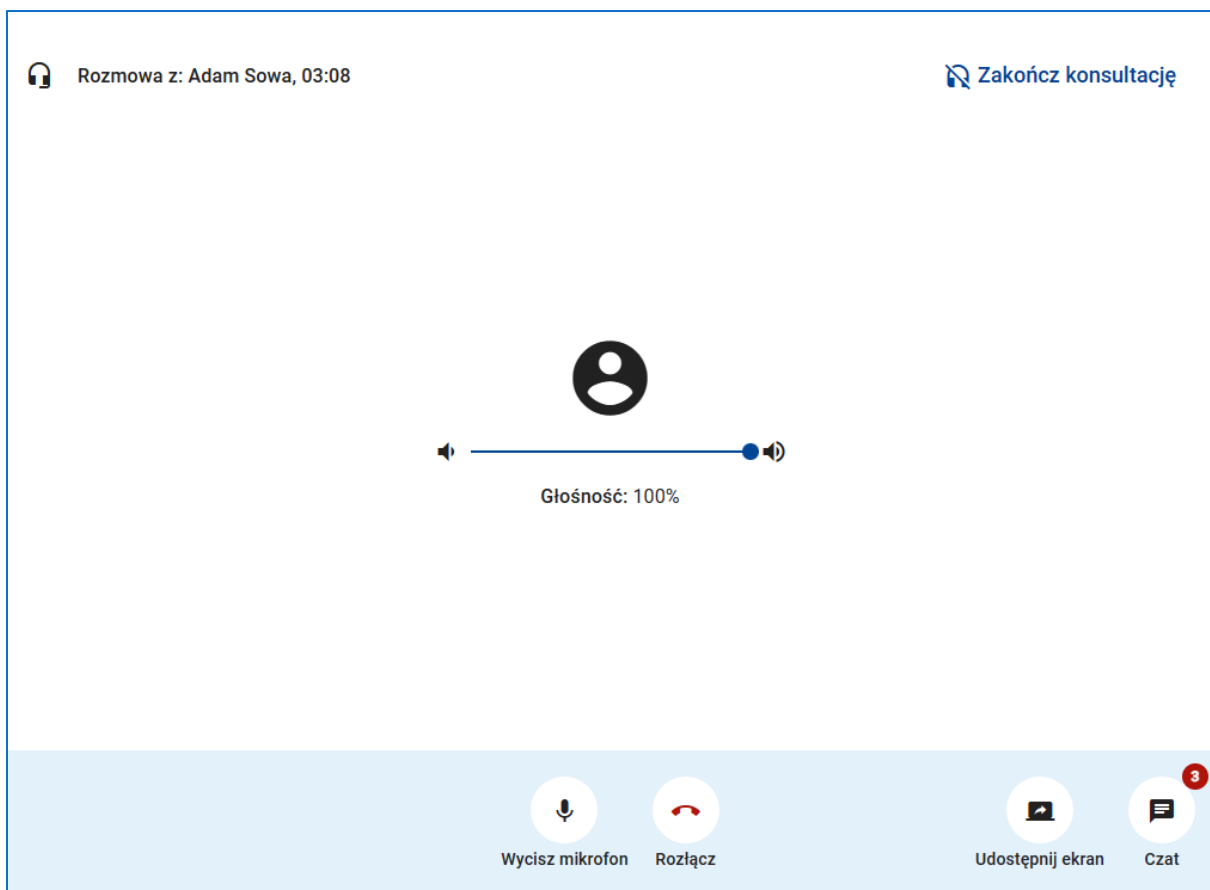 Rozmowa z: Adam Sowa, 03:08
Zakończ konsultację
Głośność: 100%
3
Wycisz mikrofon
Rozłącz
Udostępnij ekran
Czat